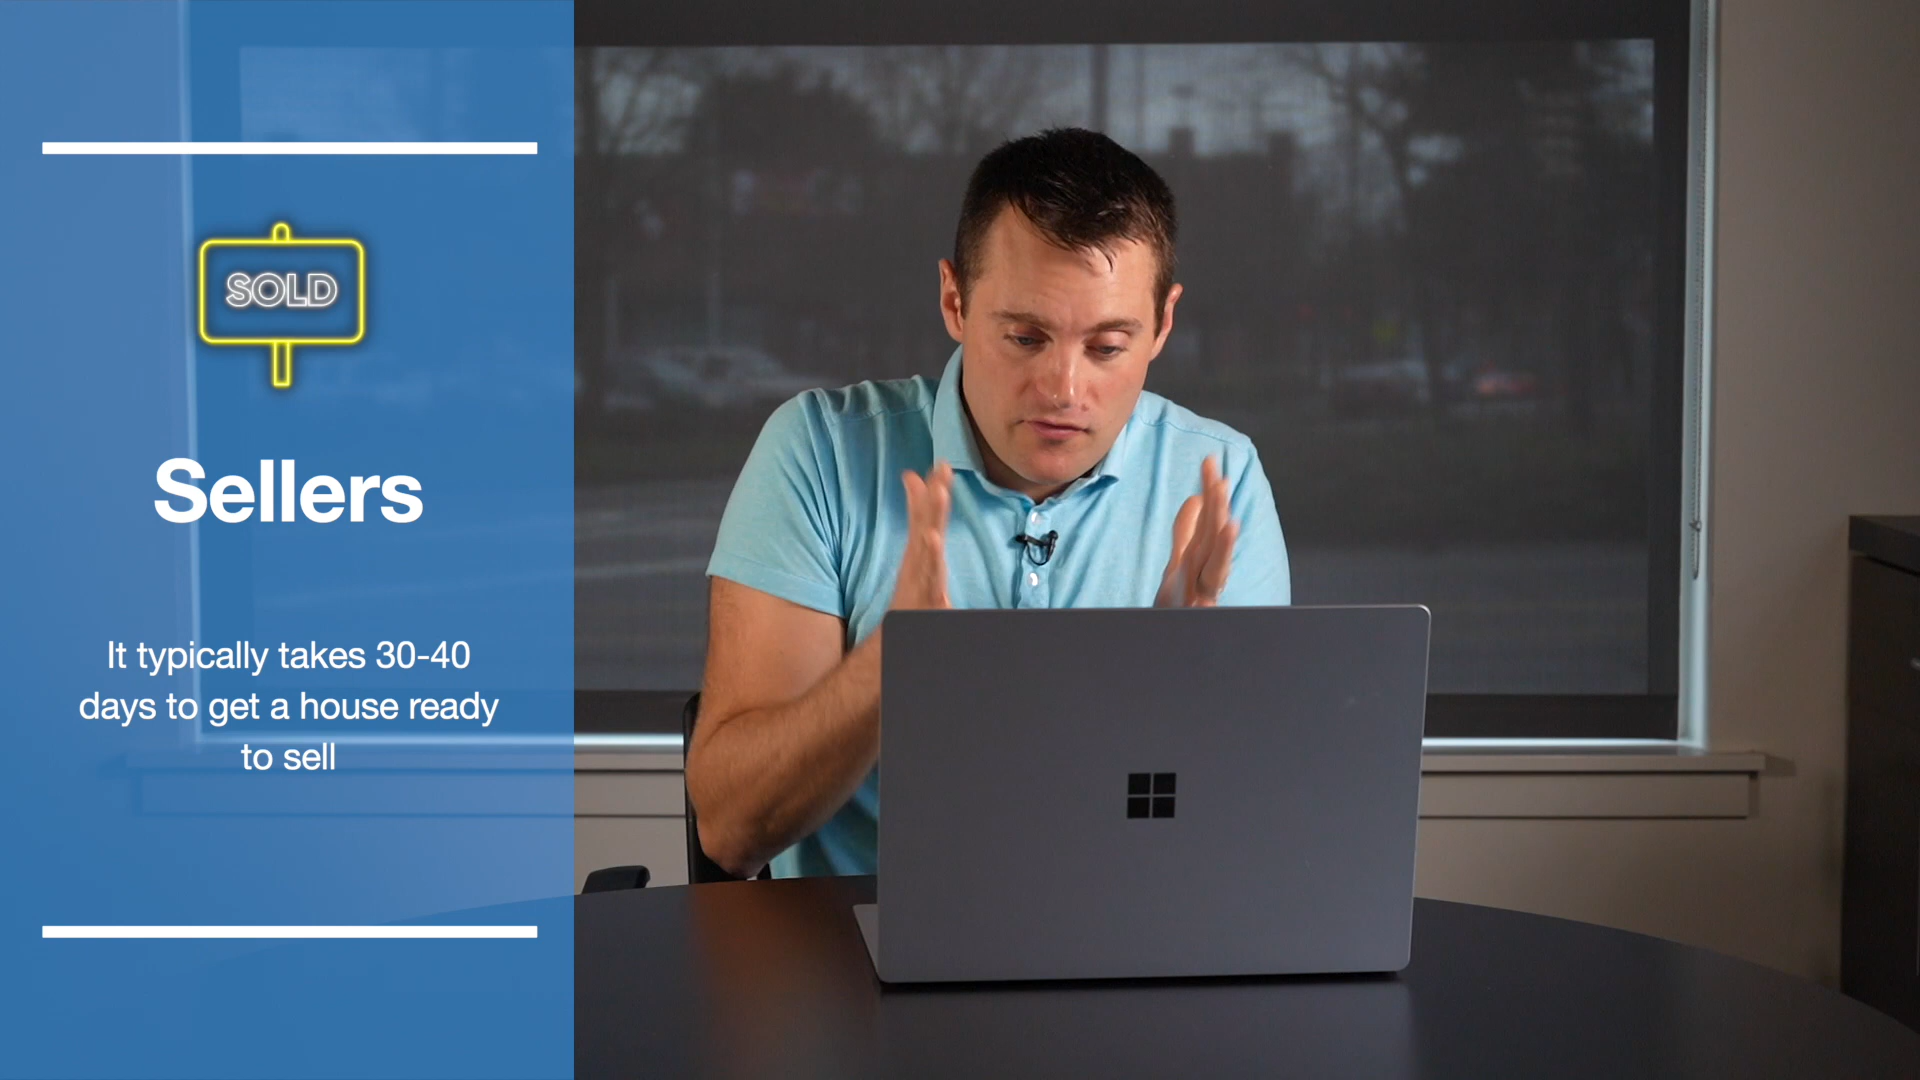 SOLD
Sellers
It typically takes 30-40
days to get a house ready
to sell